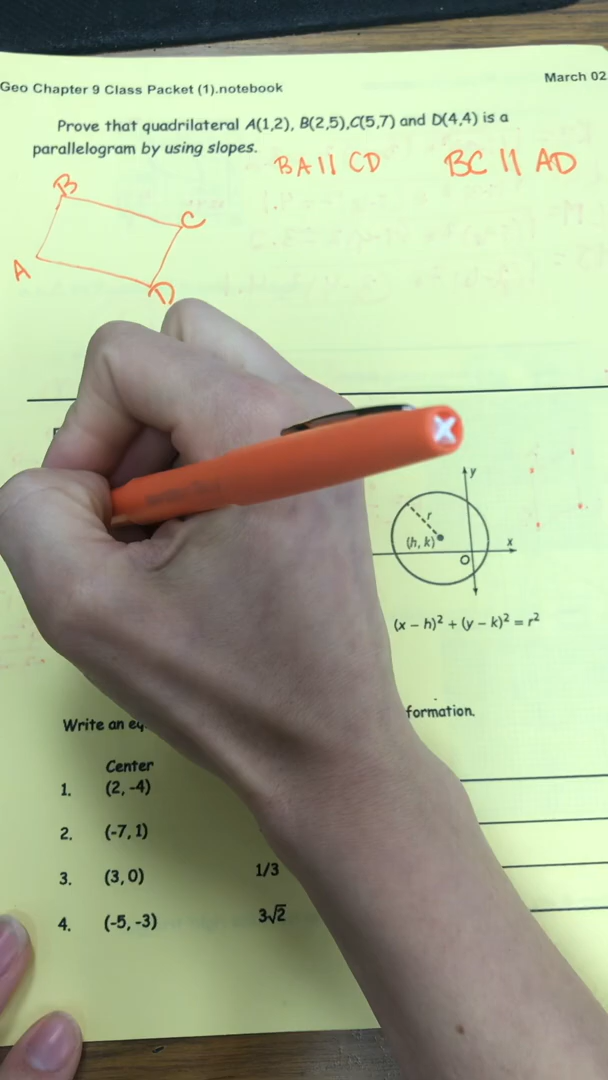 Geo Chapter 9 Class Packet (1).notebook
March 02
Prove that quadrilateral A(1,2), B(2,5),C(5,7) and D(4,4) is a
parallelogram by using slopes.
BA || CD
BC || AD
B
C
A
D
y
r
(h, k)
x
O
(x - h)² + (y - k)² = r²
Write an
formation.
Center
1. (2, -4)
2. (-7, 1)
3. (3, 0) 1/3
4. (-5, -3) 3√2